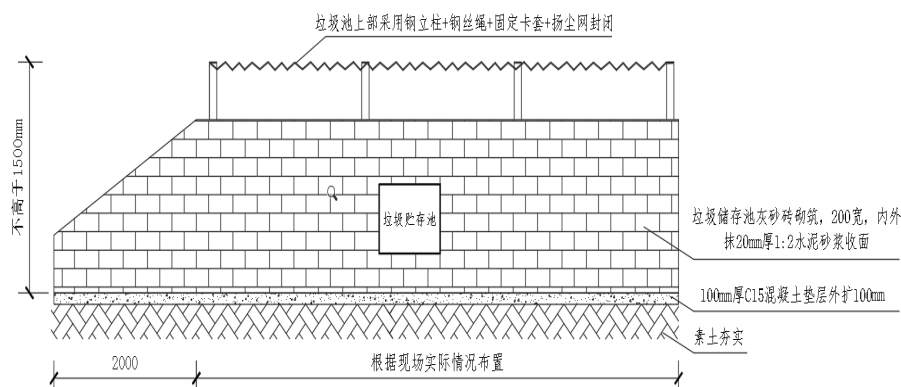 垃圾池上部采用钢立柱+钢丝绳+固定卡套+扬尘网封闭
不高于1500mm
垃圾贮存池
垃圾储存池灰砂砖砌筑，200宽，内外
抹20mm厚1:2水泥砂浆收面
100mm厚C15混凝土垫层外扩100mm
素土夯实
2000
根据现场实际情况布置